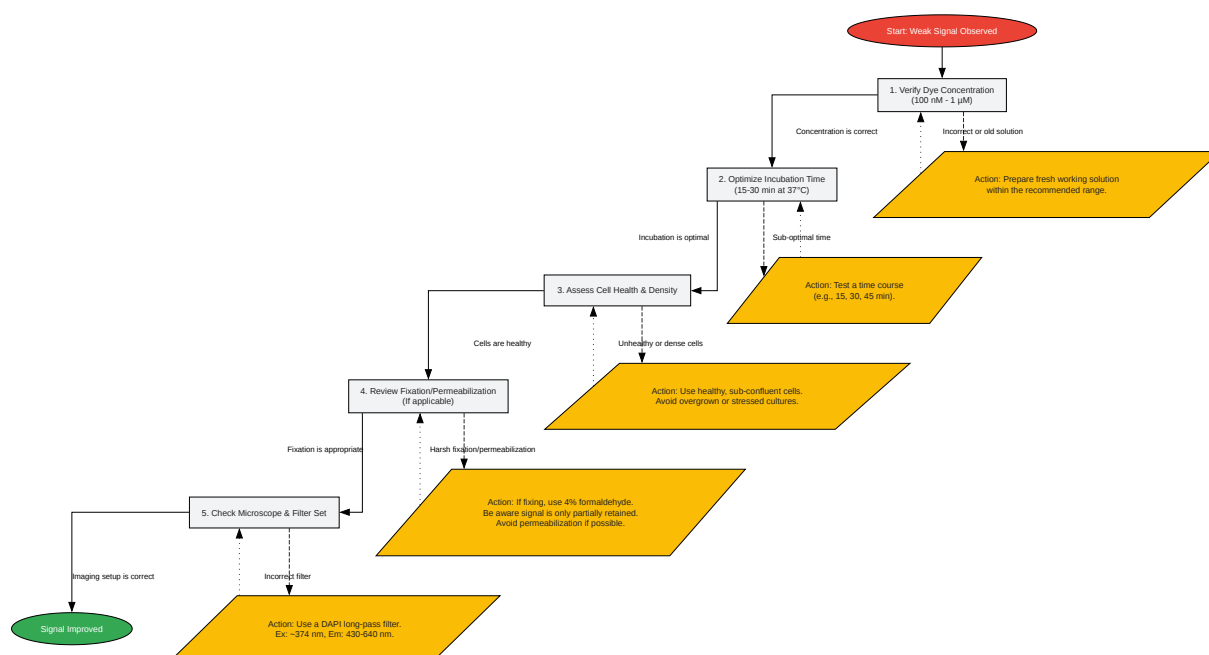 Start: Weak Signal Observed
1. Verify Dye Concentration
(100 nM - 1 µM)
Concentration is correct
Incorrect or old solution
Action: Prepare fresh working solution
within the recommended range.
2. Optimize Incubation Time
(15-30 min at 37°C)
Incubation is optimal
Sub-optimal time
Action: Test a time course
(e.g., 15, 30, 45 min).
3. Assess Cell Health & Density
Cells are healthy
Unhealthy or dense cells
Action: Use healthy, sub-confluent cells.
Avoid overgrown or stressed cultures.
4. Review Fixation/Permeabilization
(If applicable)
Fixation is appropriate
Harsh fixation/permeabilization
Action: If fixing, use 4% formaldehyde.
Be aware signal is only partially retained.
Avoid permeabilization if possible.
5. Check Microscope & Filter Set
Imaging setup is correct
Incorrect filter
Action: Use a DAPI long-pass filter.
Ex: ~374 nm, Em: 430-640 nm.
Signal Improved